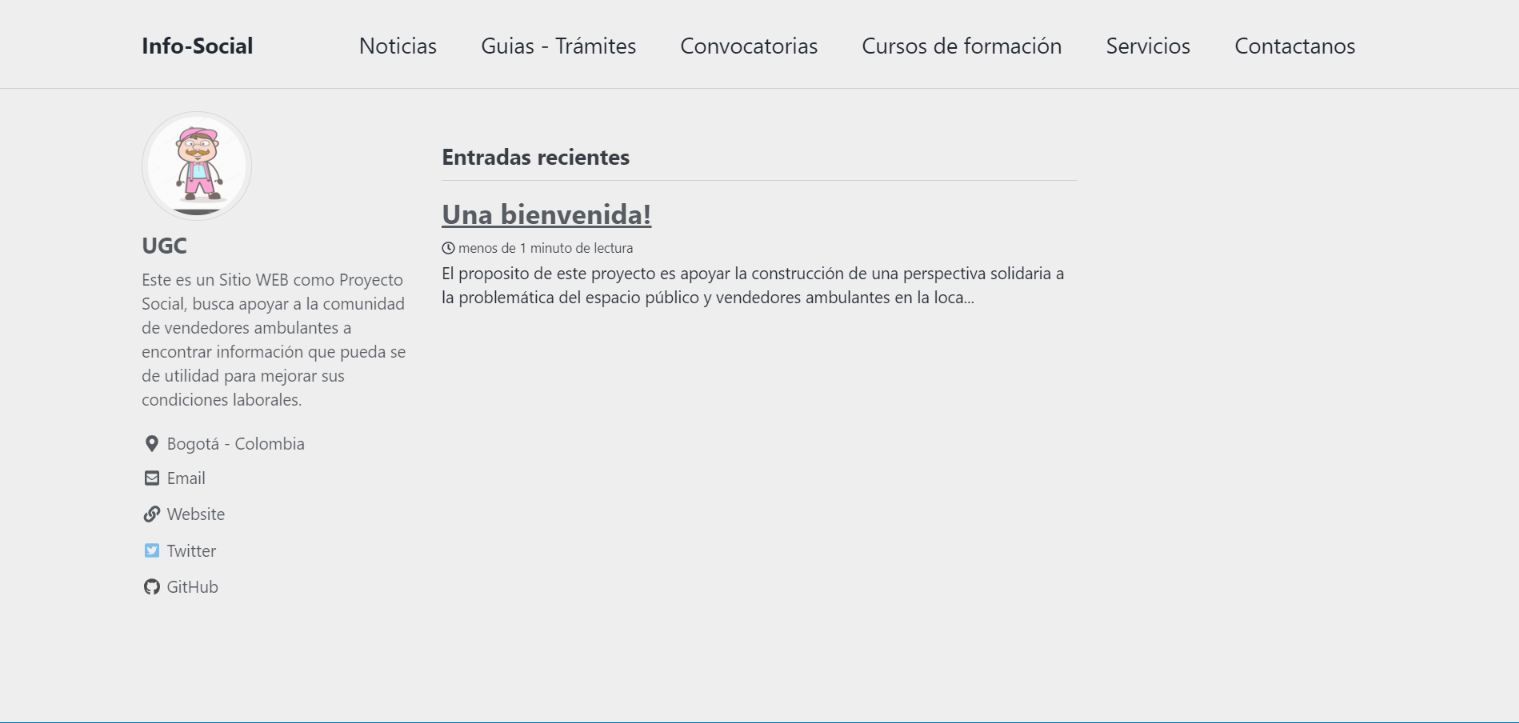 Info-Social
Noticias
Guias - Trámites
Convocatorias
Cursos de formación
Servicios
Contactanos
UGC
Este es un Sitio WEB como Proyecto
Social, busca apoyar a la comunidad
de vendedores ambulantes a
encontrar información que pueda se
de utilidad para mejorar sus
condiciones laborales.
Bogotá - Colombia
Email
Website
Twitter
GitHub
Entradas recientes
Una bienvenida!
menos de 1 minuto de lectura
El proposito de este proyecto es apoyar la construcción de una perspectiva solidaria a
la problemática del espacio público y vendedores ambulantes en la loca...